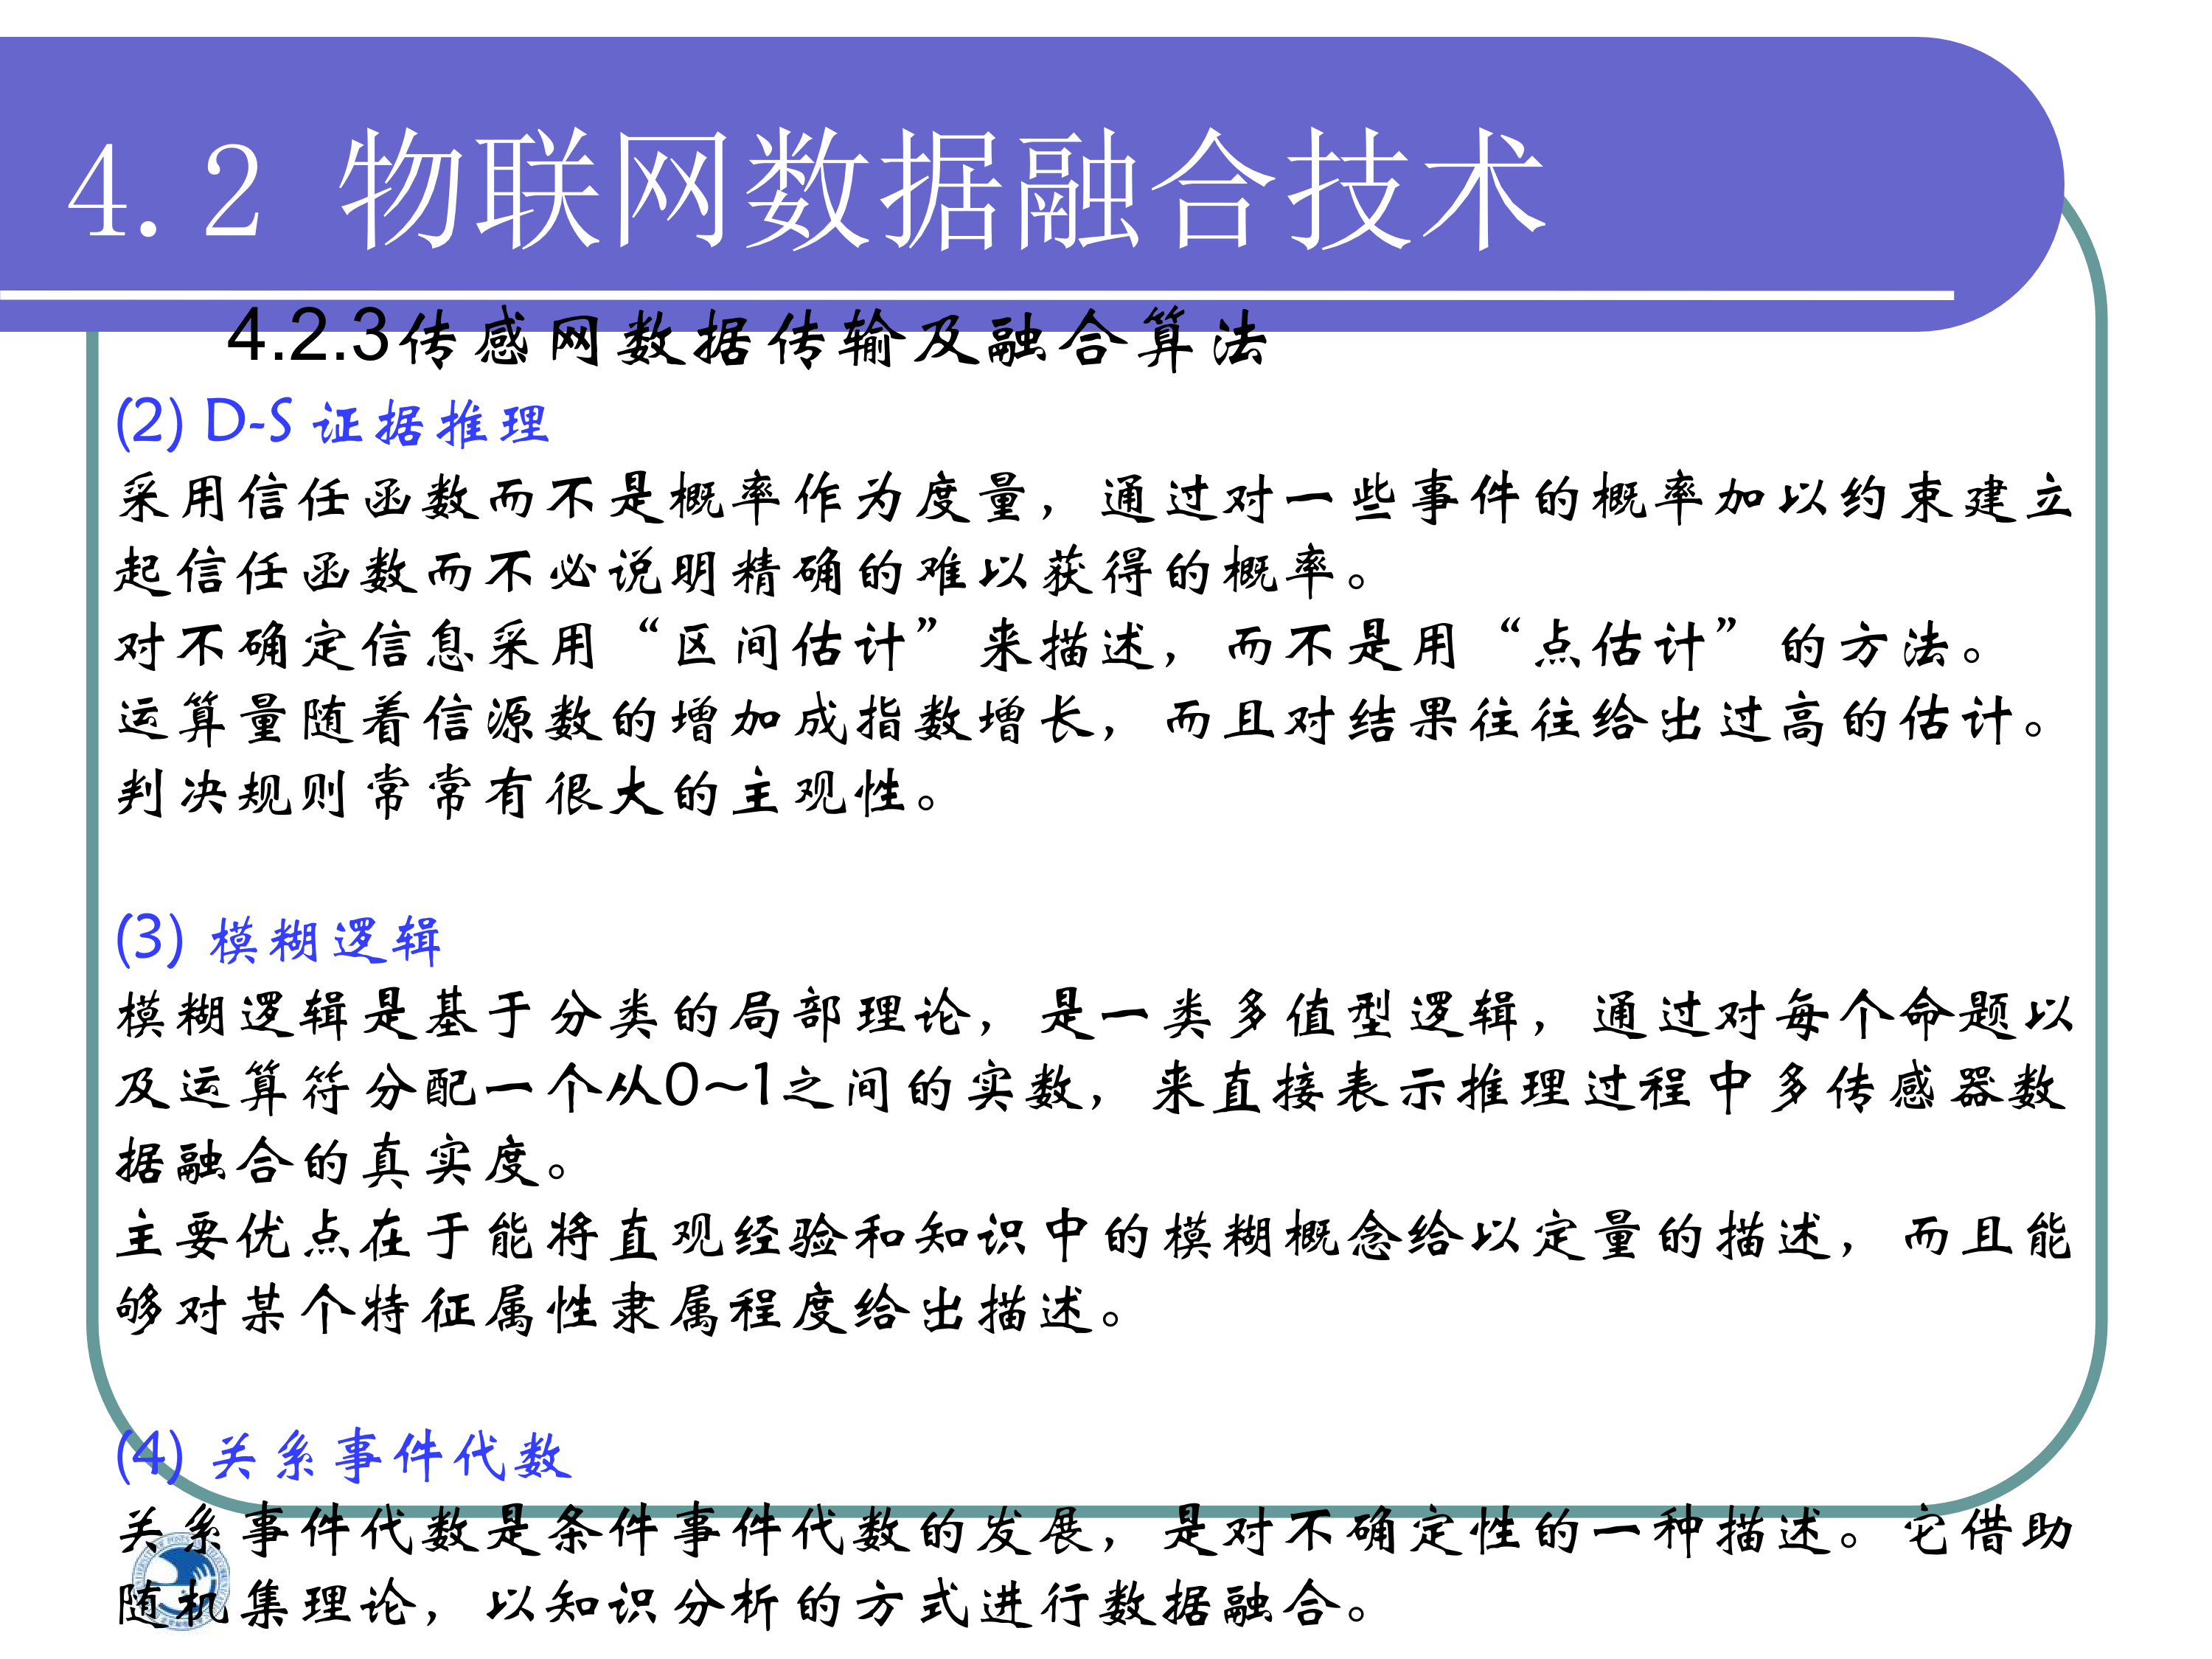 4.2 物联网数据融合技术
4.2.3传感网数据传输及融合算法
(2) D-S 证据推理
采用信任函数而不是概率作为度量，通过对一些事件的概率加以约束建立
起信任函数而不必说明精确的难以获得的概率。
对不确定信息采用“区间估计”来描述，而不是用“点估计”的方法。
运算量随着信源数的增加成指数增长，而且对结果往往给出过高的估计。
判决规则常常有很大的主观性。
(3) 模糊逻辑
模糊逻辑是基于分类的局部理论，是一类多值型逻辑，通过对每个命题以
及运算符分配一个从0~1之间的实数，来直接表示推理过程中多传感器数
据融合的真实度。
主要优点在于能将直观经验和知识中的模糊概念给以定量的描述，而且能
够对某个特征属性隶属程度给出描述。
(4) 关系事件代数
关系事件代数是条件事件代数的发展，是对不确定性的一种描述。它借助
随机集理论，以知识分析的方式进行数据融合。